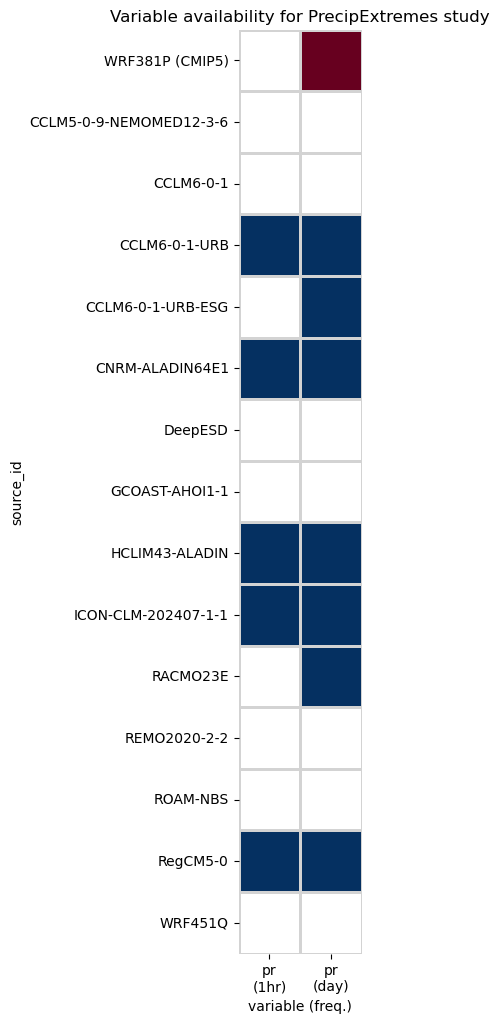 Variable availability for PrecipExtremes study
WRF381P (CMIP5)
CCLM5-0-9-NEMOMED12-3-6
CCLM6-0-1
CCLM6-0-1-URB
CCLM6-0-1-URB-ESG
CNRM-ALADIN64E1
DeepESD
GCOAST-AHOI1-1
HCLIM43-ALADIN
ICON-CLM-202407-1-1
RACMO23E
REMO2020-2-2
ROAM-NBS
RegCM5-0
WRF451Q
source_id
pr
(1hr)
pr
(day)
variable (freq.)